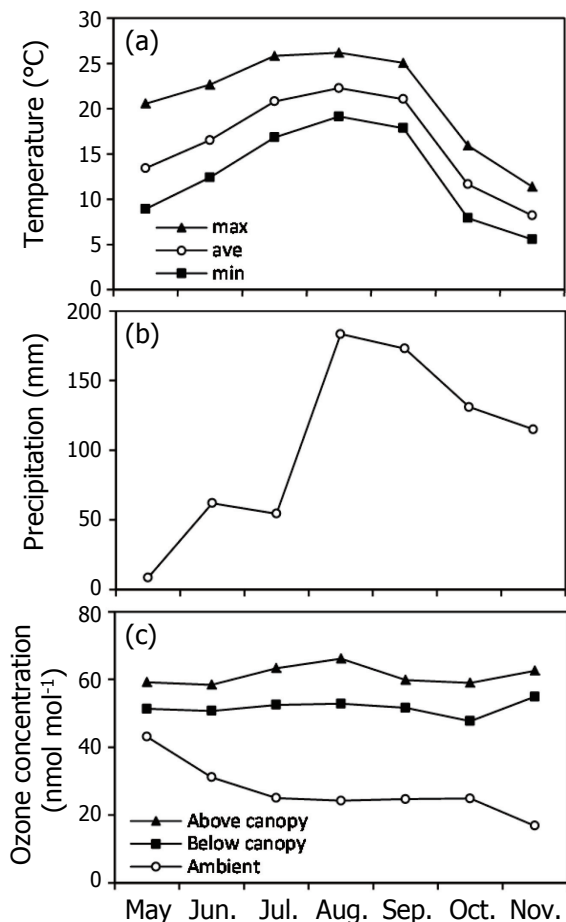 (a)
Temperature (°C)
30
25
20
15
10
5
0
max
ave
min
(b)
Precipitation (mm)
200
150
100
50
0
(c)
Ozone concentration
(nmol mol⁻¹)
80
60
40
20
0
Above canopy
Below canopy
Ambient
May Jun. Jul. Aug. Sep. Oct. Nov.